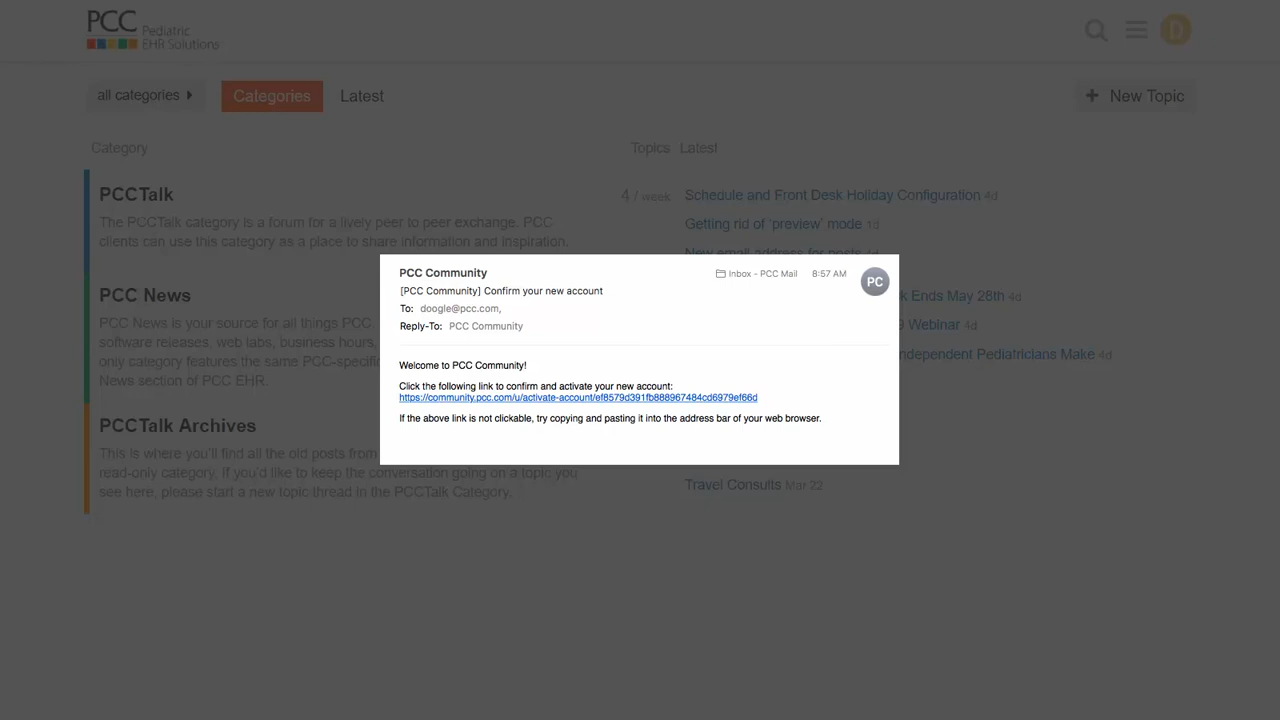 PCC Pediatric
EHR Solutions
D
all categories
Categories
Latest
+ New Topic
Category
Topics
Latest
PCCTalk
The PCCTalk category is a forum for a lively peer to peer exchange. PCC
clients can use this category as a place to share information and inspiration.
4 / week
Schedule and Front Desk Holiday Configuration 4d
Getting rid of 'preview' mode 1d
New email address for posts
PCC News
PCC News is your source for all things PCC.
software releases, web labs, business hours,
only category features the same PCC-specific
News section of PCC EHR.
k Ends May 28th 4d
Webinar 4d
ndependent Pediatricians Make 4d
PCCTalk Archives
This is where you'll find all the old posts from
read-only category. If you'd like to keep the conversation going on a topic you
see here, please start a new topic thread in the PCCTalk Category.
Travel Consults Mar 22
PCC Community
Inbox - PCC Mail
8:57 AM
PC
[PCC Community] Confirm your new account
To: doogle@pcc.com,
Reply-To: PCC Community
Welcome to PCC Community!
Click the following link to confirm and activate your new account:
https://community.pcc.com/u/activate-account/ef8579d391fb888967484cd6979ef66d
If the above link is not clickable, try copying and pasting it into the address bar of your web browser.